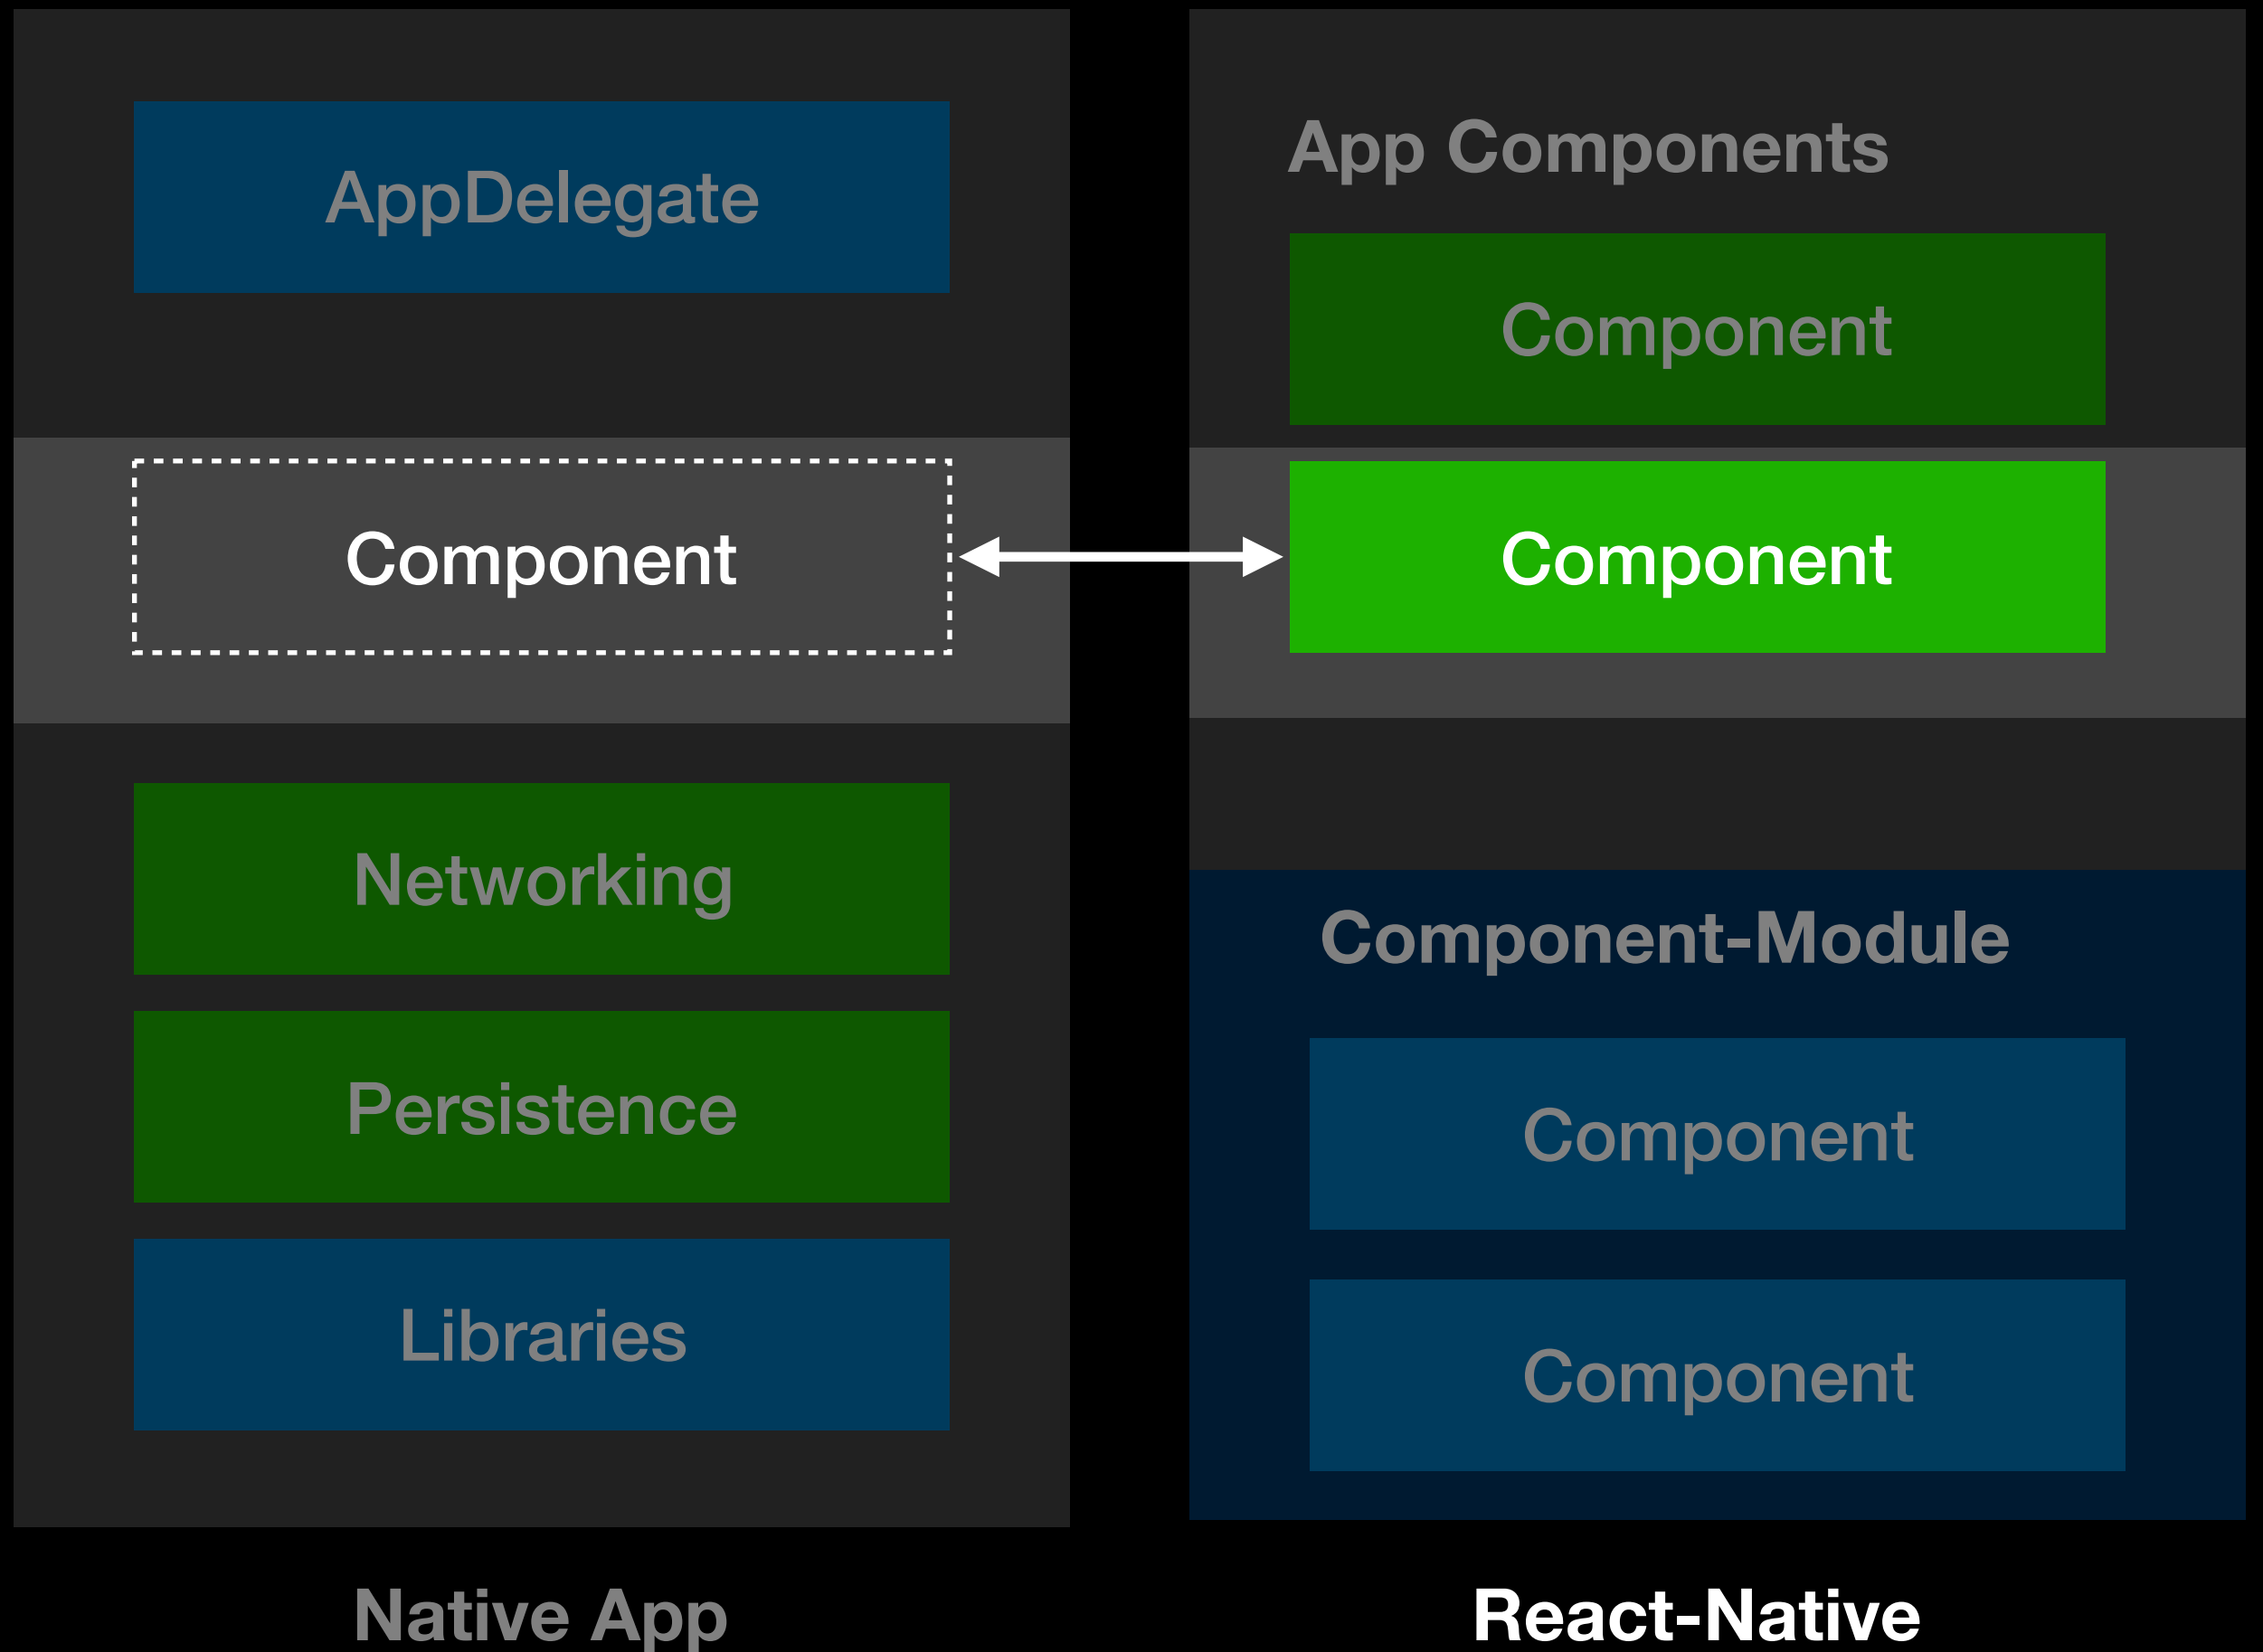 AppDelegate
Component
Networking
Persistence
Libraries
Native App
App Components
Component
Component
Component-Module
Component
Component
React-Native